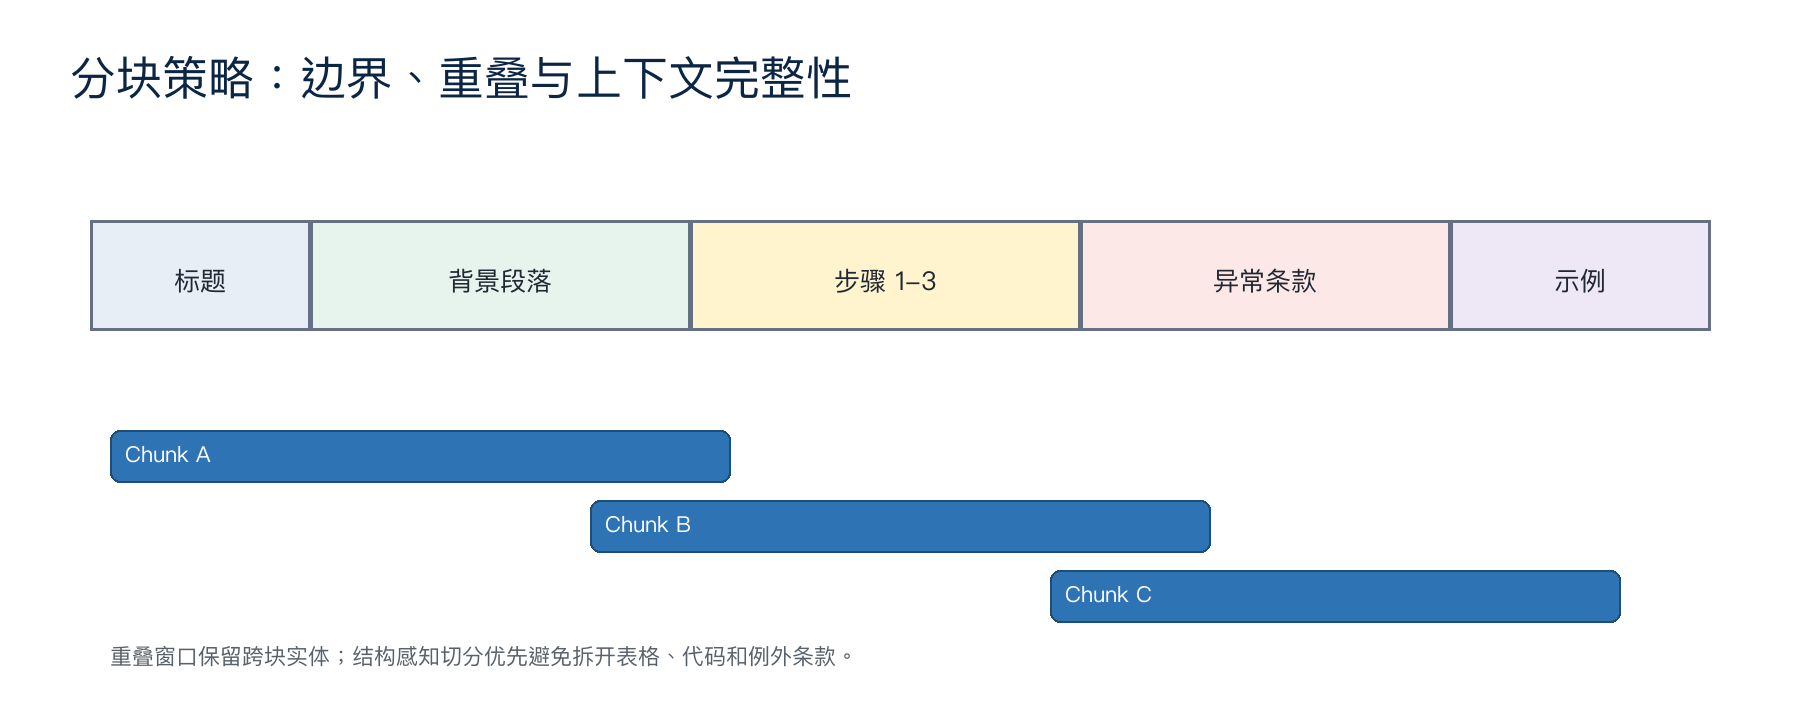 分块策略：边界、重叠与上下文完整性
标题
背景段落
步骤 1–3
异常条款
示例
Chunk A
Chunk B
Chunk C
重叠窗口保留跨块实体；结构感知切分优先避免拆开表格、代码和例外条款。